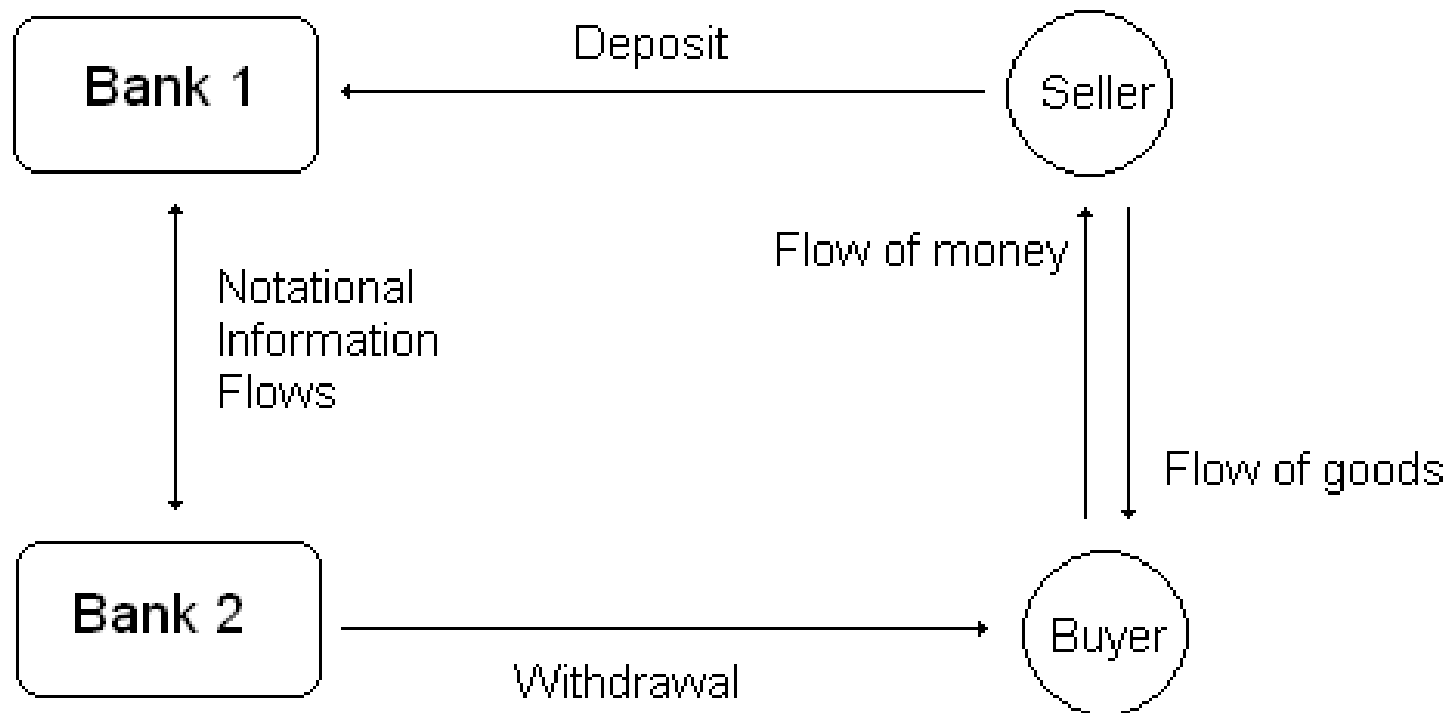 Deposit
Bank 1
Seller
Flow of money
Notational
Information
Flows
Flow of goods
Bank 2
Buyer
Withdrawal